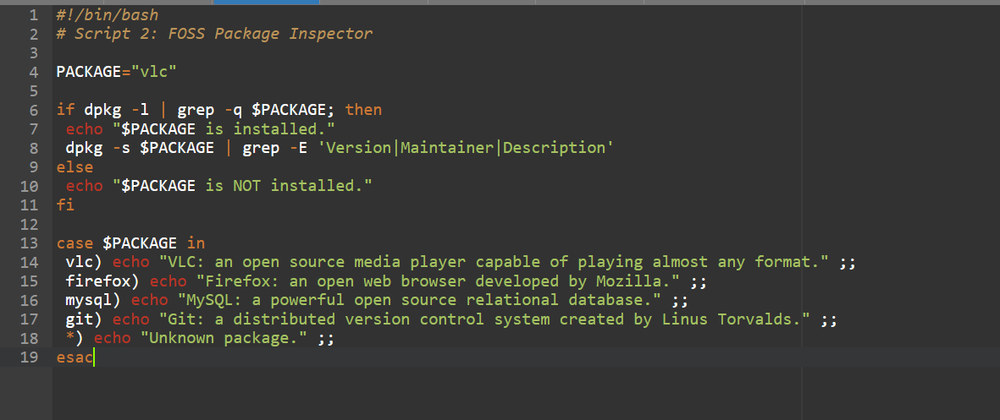 1 #!/bin/bash
2 # Script 2: FOSS Package Inspector
3
4 PACKAGE="vlc"
5
6 if dpkg -l | grep -q $PACKAGE; then
7  echo "$PACKAGE is installed."
8  dpkg -s $PACKAGE | grep -E 'Version|Maintainer|Description'
9 else
10  echo "$PACKAGE is NOT installed."
11 fi
12
13 case $PACKAGE in
14  vlc) echo "VLC: an open source media player capable of playing almost any format." ;;
15  firefox) echo "Firefox: an open web browser developed by Mozilla." ;;
16  mysql) echo "MySQL: a powerful open source relational database." ;;
17  git) echo "Git: a distributed version control system created by Linus Torvalds." ;;
18  *) echo "Unknown package." ;;
19 esac